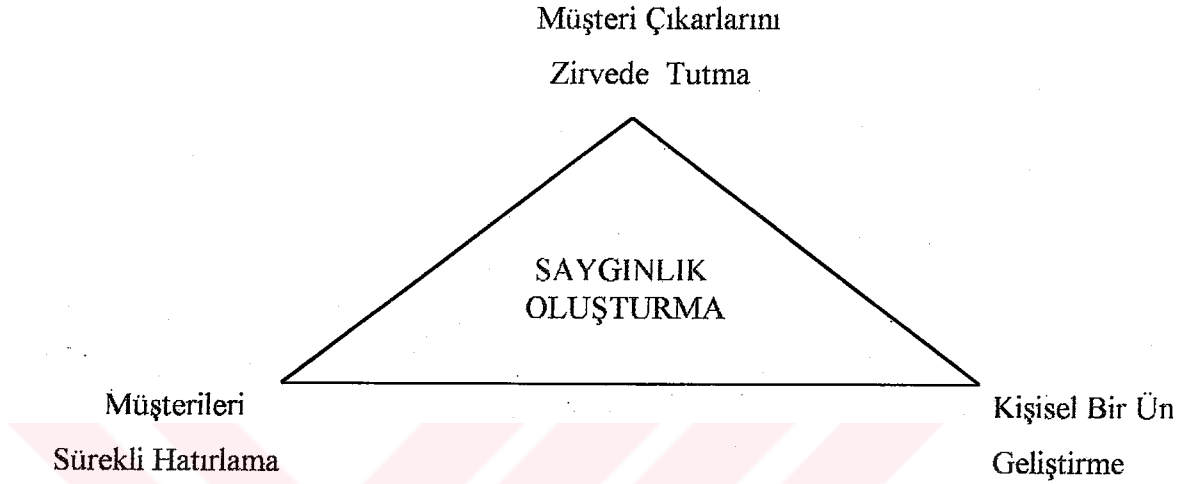 Müşteri Çıkarlarını
Zirvede Tutma
SAYGINLIK
OLUŞTURMA
Müşterileri
Sürekli Hatırlama
Kişisel Bir Ün
Geliştirme